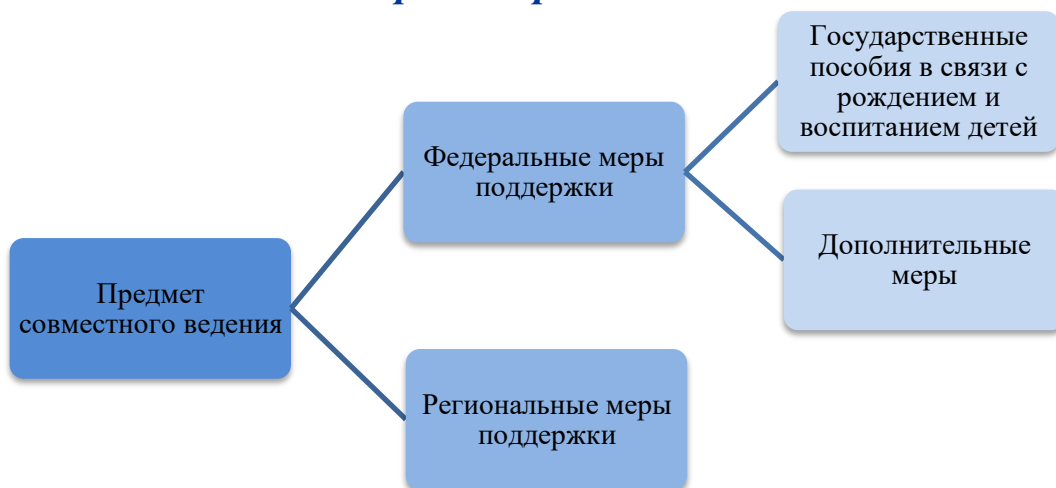 Государственные
пособия в связи с
рождением и
воспитанием детей
Федеральные меры
поддержки
Дополнительные
меры
Предмет
совместного ведения
Региональные меры
поддержки